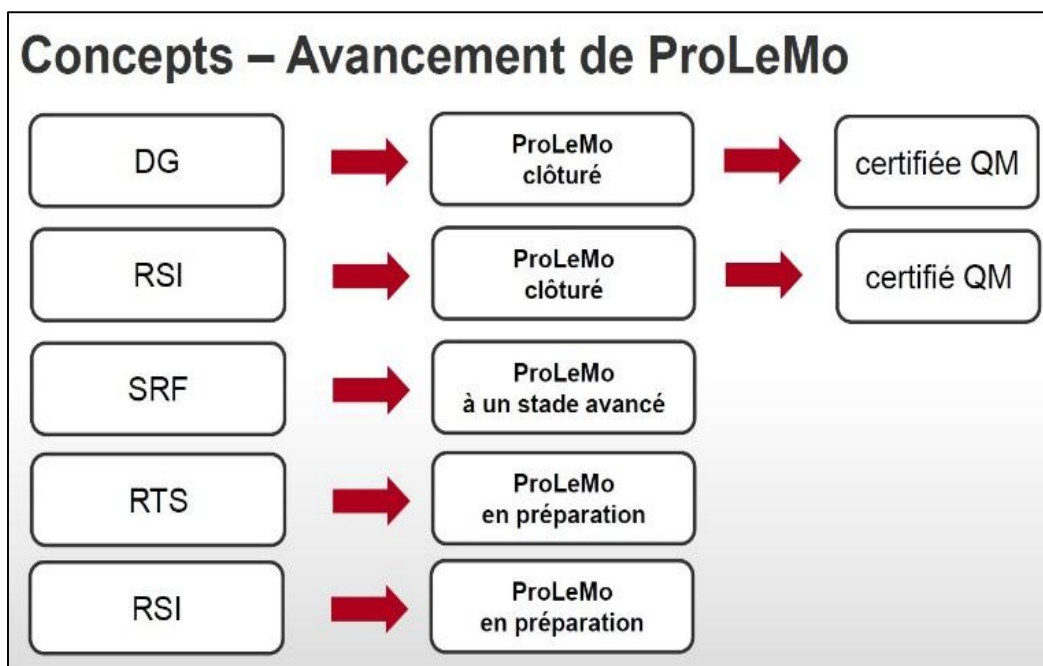 Concepts – Avancement de ProLeMo
DG
ProLeMo
clôturé
certifiée QM
RSI
ProLeMo
clôturé
certifié QM
SRF
ProLeMo
à un stade avancé
RTS
ProLeMo
en préparation
RSI
ProLeMo
en préparation